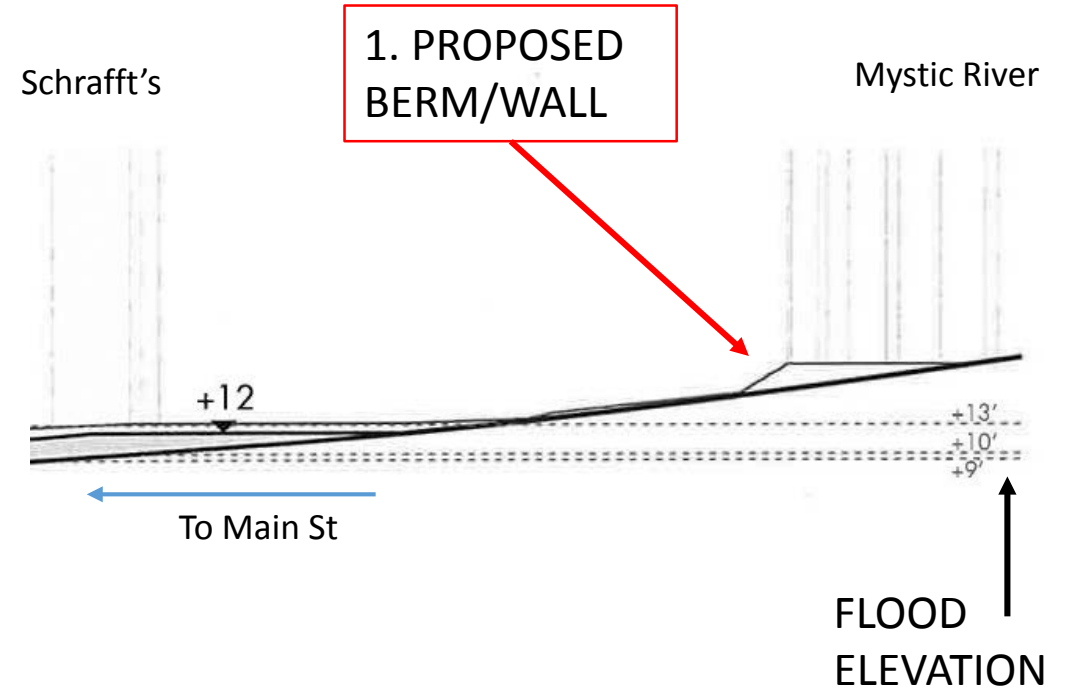 Schrafft's
1. PROPOSED
BERM/WALL
Mystic River
+12
+13'
+10'
+9'
To Main St
FLOOD
ELEVATION